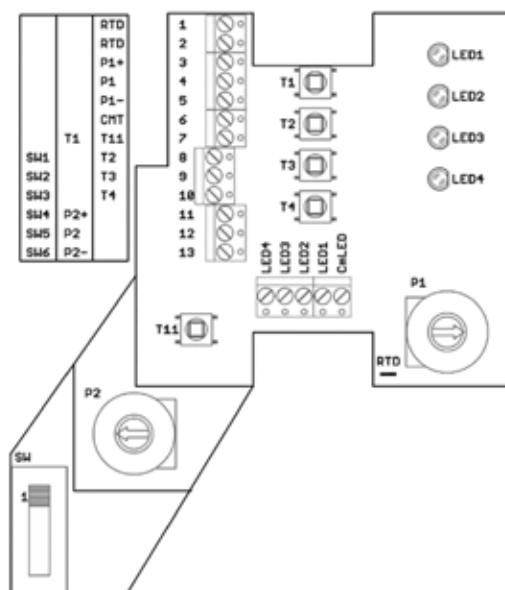 RTD 1
RTD 2
P1+ 3
P1 4
P1- 5
CMT 6
T1 T11 7
SW1 T2 8
SW2 T3 9
SW3 T4 10
SW4 P2+ 11
SW5 P2 12
SW6 P2- 13
T1
T2
T3
T4
LED1
LED2
LED3
LED4
LED4 LED3 LED2 LED1 CmLED
T11
P1
RTD
P2
SW
1